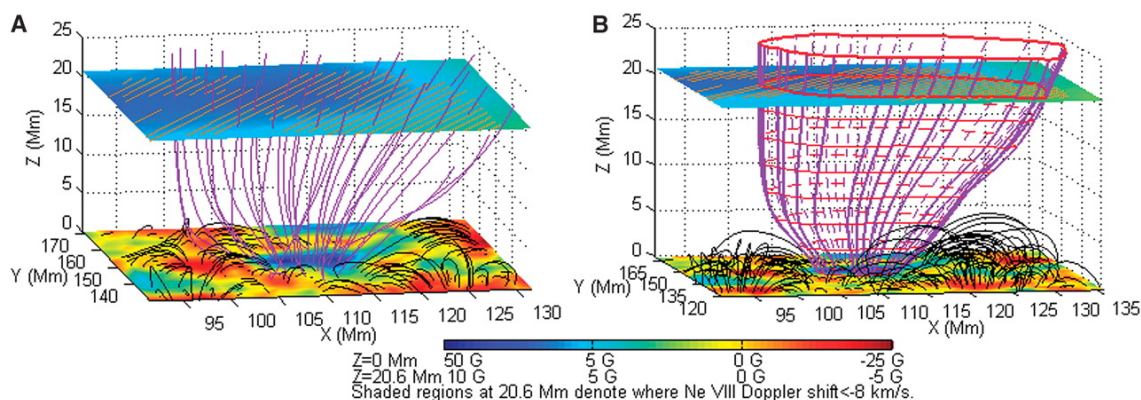 A
25
20
15
10
5
0
Z (Mm)
170
160
150
140
Y (Mm)
95 100 105 110 115 120 125 130
X (Mm)
B
25
20
15
10
5
0
Z (Mm)
165
150
135
120
Y (Mm)
95 100 105 110 115 120 125 130 135
X (Mm)
Z=0 Mm 50 G 5 G 0 G -25 G
Z=20.6 Mm 10 G 5 G 0 G -5 G
Shaded regions at 20.6 Mm denote where Ne VIII Doppler shift<-8 km/s.